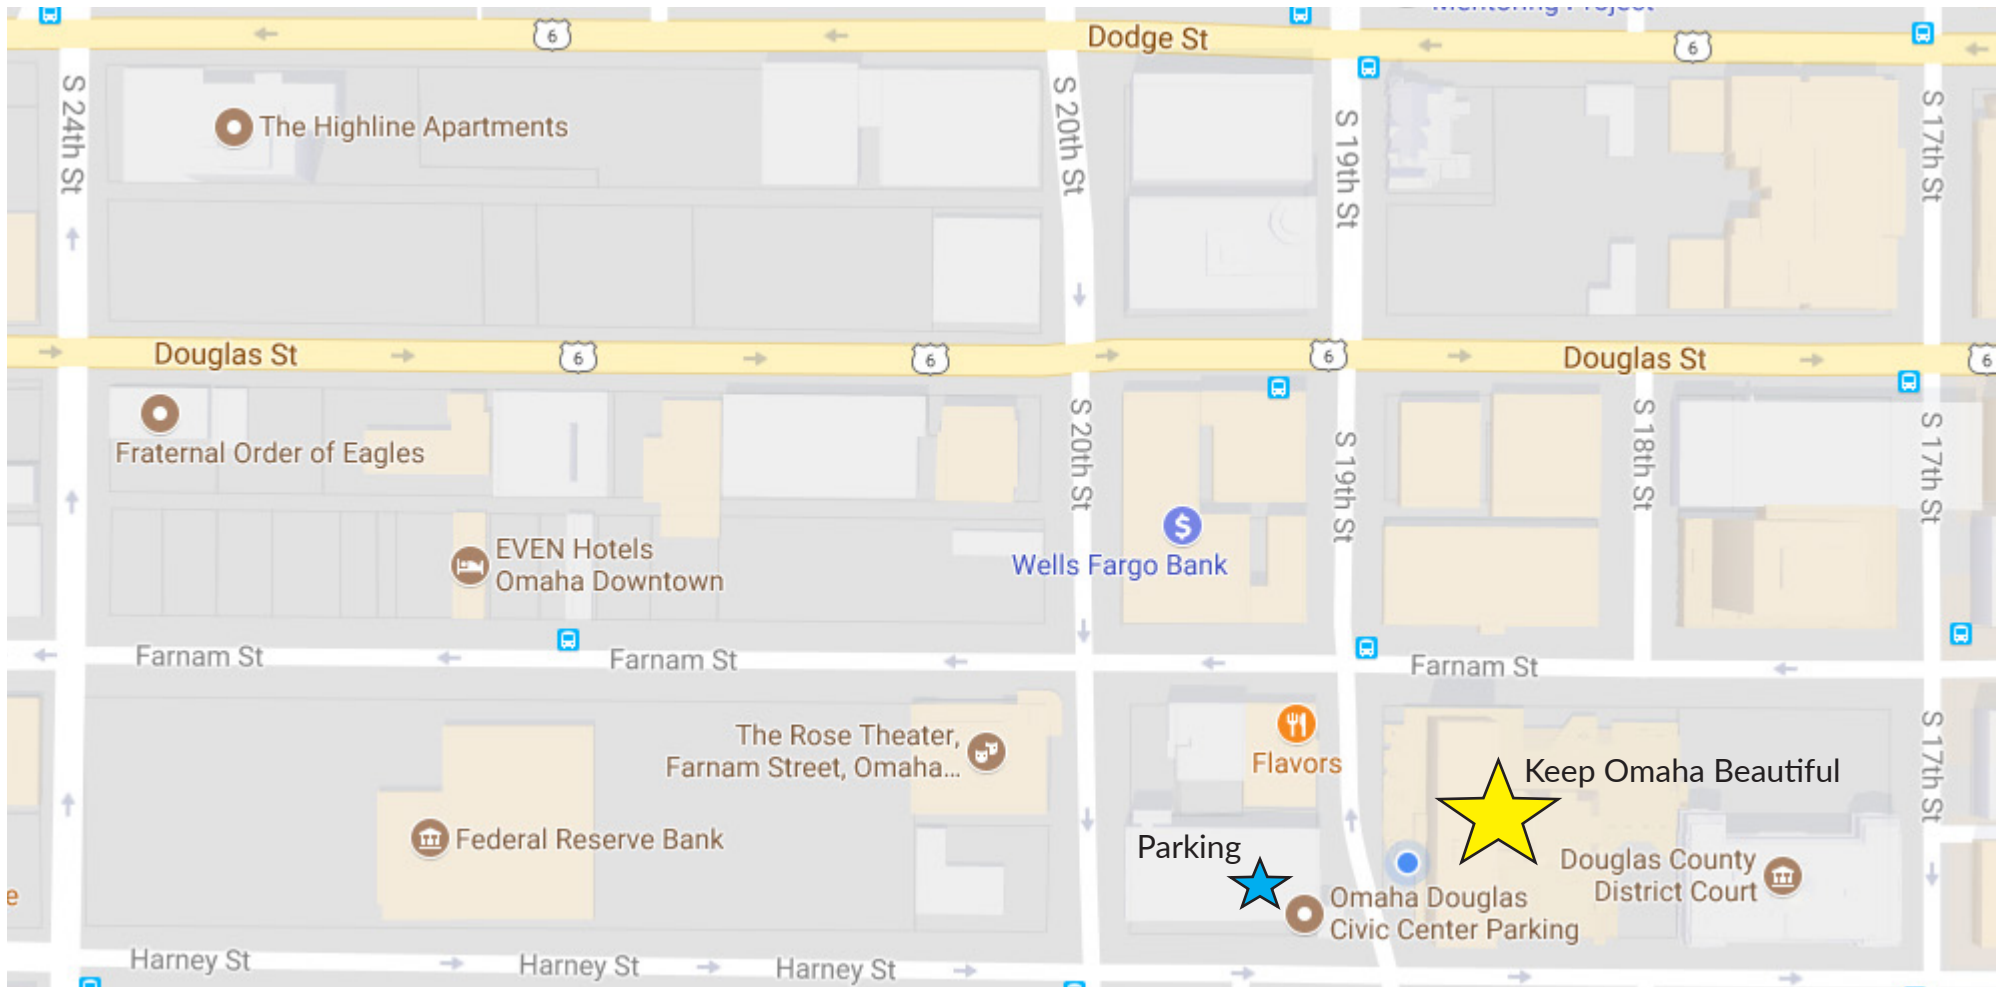 Mentoring Project
6
Dodge St
6
S 24th St
S 20th St
S 19th St
S 17th St
The Highline Apartments
Douglas St
6
6
6
Douglas St
6
Fraternal Order of Eagles
S 20th St
S 19th St
S 18th St
S 17th St
EVEN Hotels
Omaha Downtown
Wells Fargo Bank
Farnam St
Farnam St
Farnam St
The Rose Theater,
Farnam Street, Omaha...
Flavors
Keep Omaha Beautiful
S 17th St
Federal Reserve Bank
Parking
Douglas County
District Court
e
Omaha Douglas
Civic Center Parking
Harney St
Harney St
Harney St